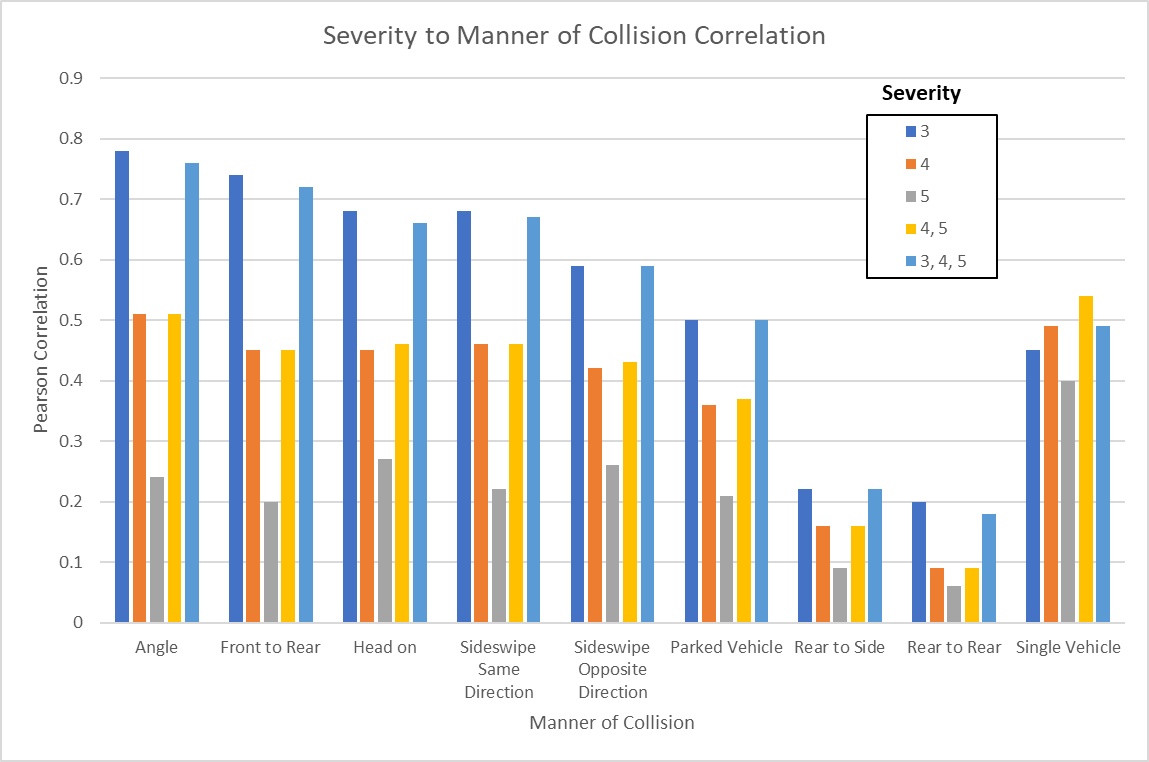 Severity to Manner of Collision Correlation
Severity
3
4
5
4, 5
3, 4, 5
Pearson Correlation
0.9
0.8
0.7
0.6
0.5
0.4
0.3
0.2
0.1
0
Angle
Front to Rear
Head on
Sideswipe
Same
Direction
Sideswipe
Opposite
Direction
Parked Vehicle
Rear to Side
Rear to Rear
Single Vehicle
Manner of Collision